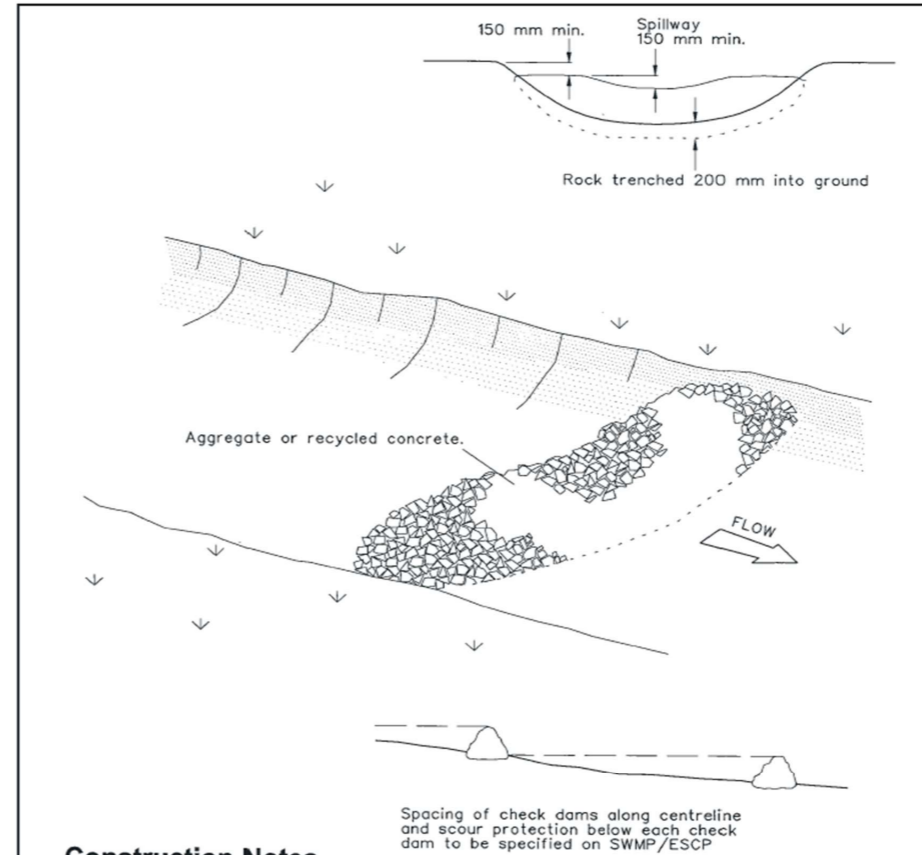 150 mm min.
Spillway
150 mm min.
Rock trenched 200 mm into ground
Aggregate or recycled concrete.
FLOW
Spacing of check dams along centreline
and scour protection below each check
dam to be specified on SWMP/ESCP
Construction Notes